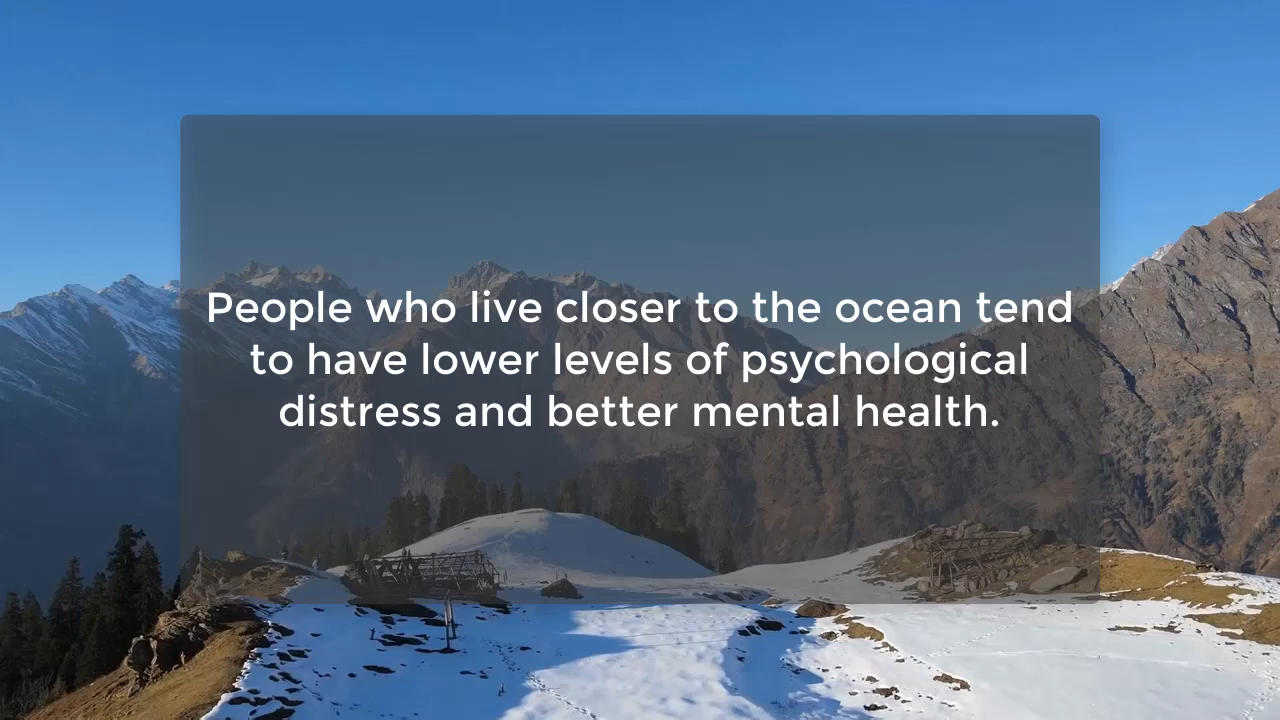 People who live closer to the ocean tend
to have lower levels of psychological
distress and better mental health.